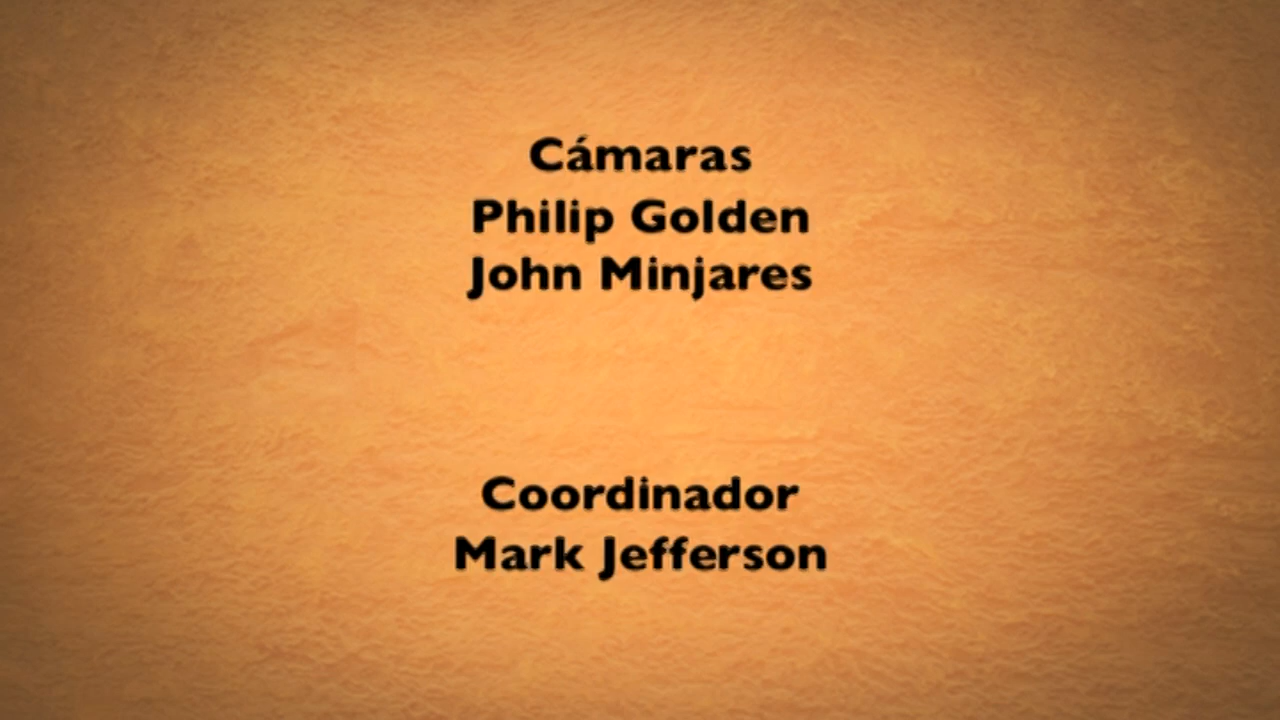 Cámaras
Philip Golden
John Minjares
Coordinador
Mark Jefferson